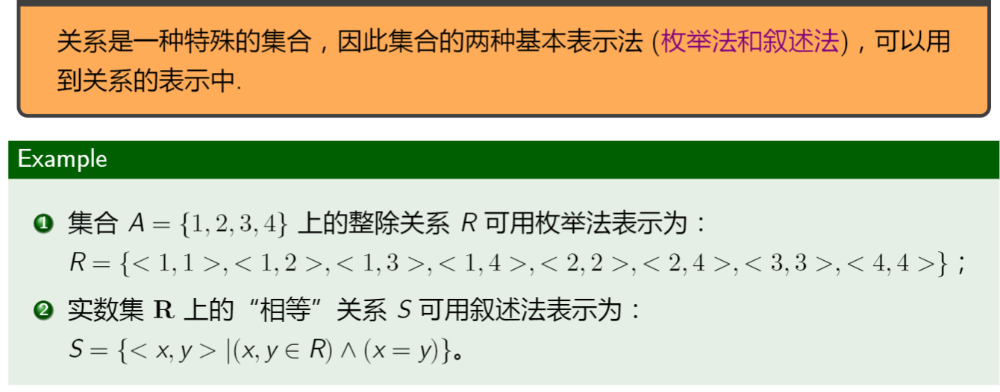 关系是一种特殊的集合，因此集合的两种基本表示法 (枚举法和叙述法)，可以用
到关系的表示中.
Example
1 集合 A = {1, 2, 3, 4} 上的整除关系 R 可用枚举法表示为：
R = {< 1, 1 >, < 1, 2 >, < 1, 3 >, < 1, 4 >, < 2, 2 >, < 2, 4 >, < 3, 3 >, < 4, 4 >}；
2 实数集 R 上的“相等”关系 S 可用叙述法表示为：
S = {< x, y > |(x, y ∈ R) ∧ (x = y)}。